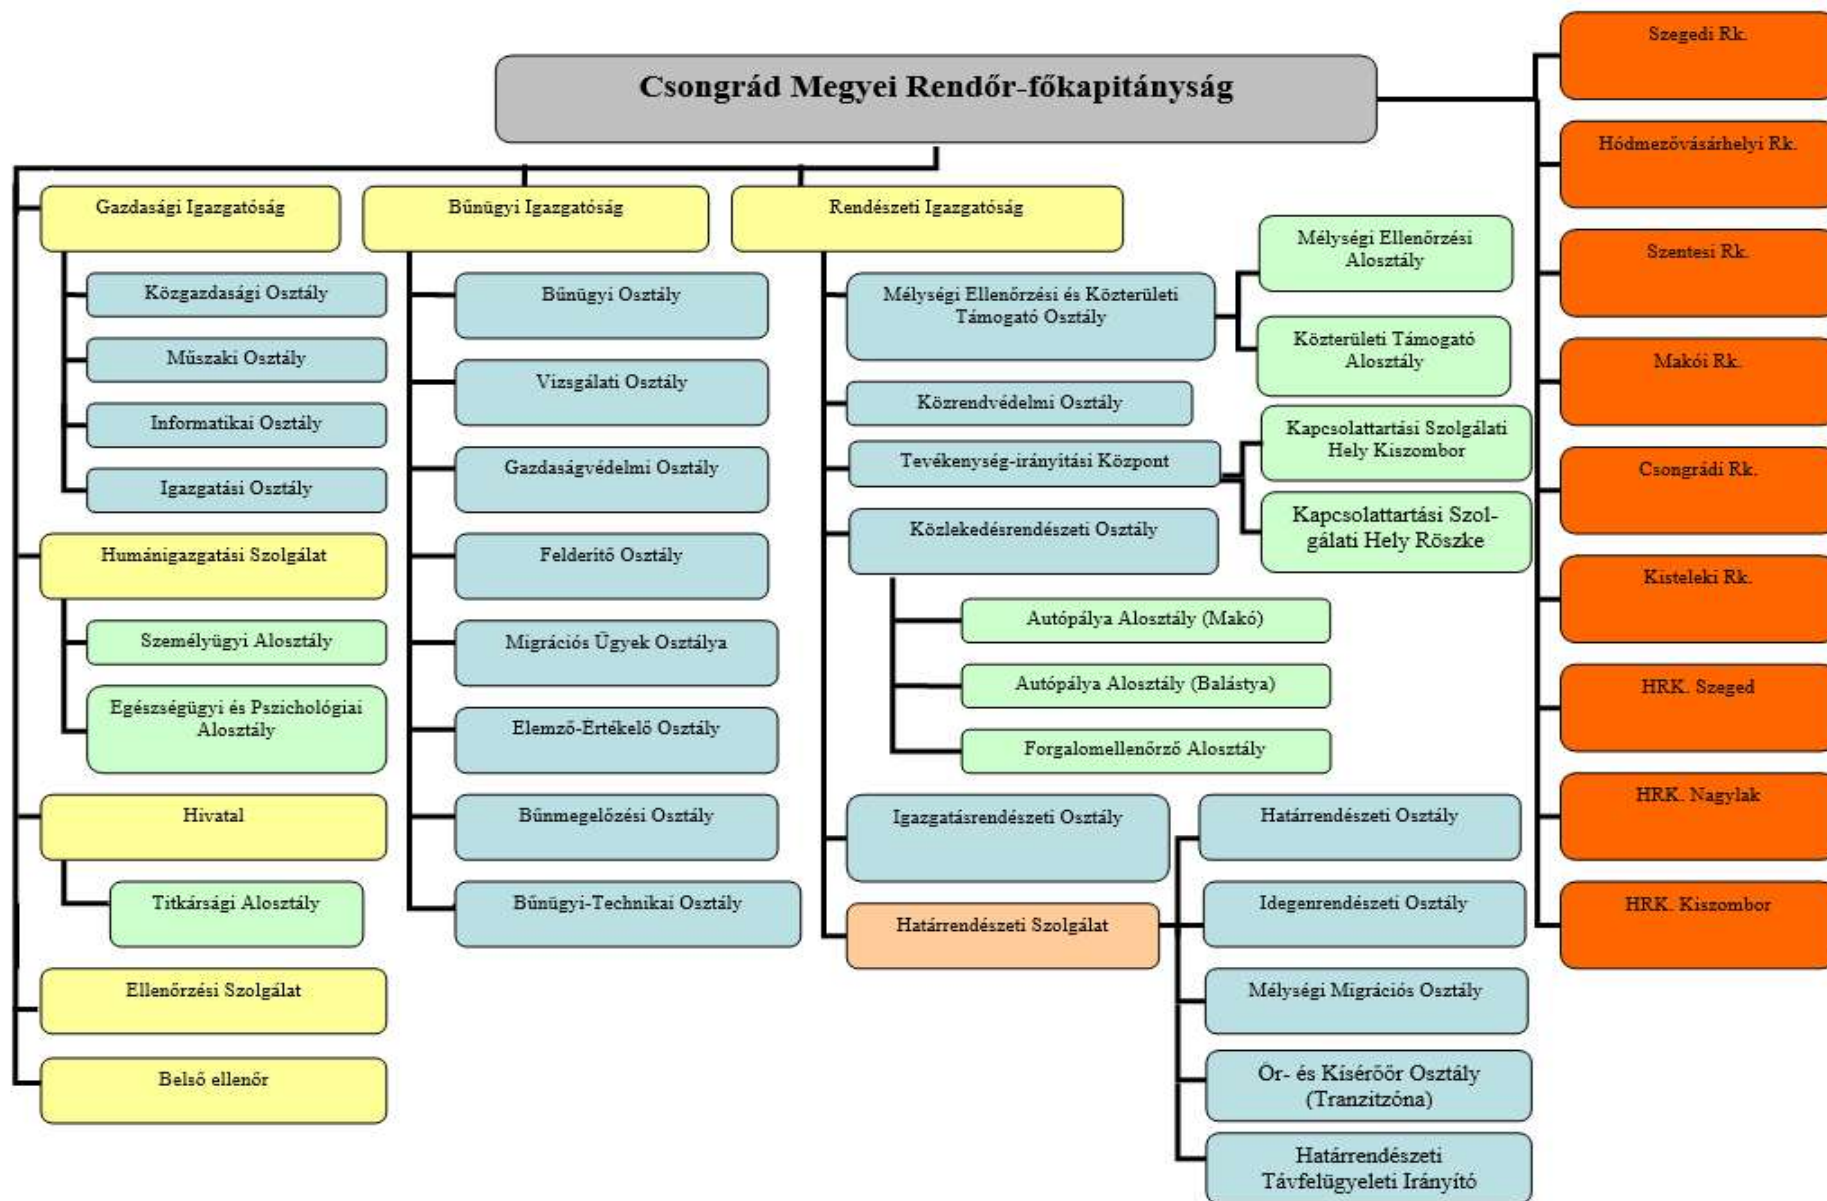 Csongrád Megyei Rendőr-főkapitányság
Gazdasági Igazgatóság
Közgazdasági Osztály
Műszaki Osztály
Informatikai Osztály
Igazgatási Osztály
Humánigazgatási Szolgálat
Személyügyi Alosztály
Egészségügyi és Pszichológiai
Alosztály
Hivatal
Titkársági Alosztály
Ellenőrzési Szolgálat
Belső ellenőr
Bűnügyi Igazgatóság
Bűnügyi Osztály
Vizsgálati Osztály
Gazdaságvédelmi Osztály
Felderítő Osztály
Migrációs Ügyek Osztálya
Elemző-Értékelő Osztály
Bűnmegelőzési Osztály
Bűnügyi-Technikai Osztály
Rendészeti Igazgatóság
Mélységi Ellenőrzési és Közterületi
Támogató Osztály
Mélységi Ellenőrzési
Alosztály
Közterületi Támogató
Alosztály
Közrendvédelmi Osztály
Tevékenység-irányítási Központ
Kapcsolattartási Szolgálati
Hely Kiszombor
Kapcsolattartási Szol-
gálati Hely Röszke
Közlekedésrendészeti Osztály
Autópálya Alosztály (Makó)
Autópálya Alosztály (Balástya)
Forgalomellenőrző Alosztály
Igazgatásrendészeti Osztály
Határrendészeti Szolgálat
Határrendészeti Osztály
Idegenrendészeti Osztály
Mélységi Migrációs Osztály
Őr- és Kísérőőr Osztály
(Tranzitzóna)
Határrendészeti
Távfelügyeleti Irányító
Szegedi Rk.
Hódmezővásárhelyi Rk.
Szentesi Rk.
Makói Rk.
Csongrádi Rk.
Kisteleki Rk.
HRK. Szeged
HRK. Nagylak
HRK. Kiszombor